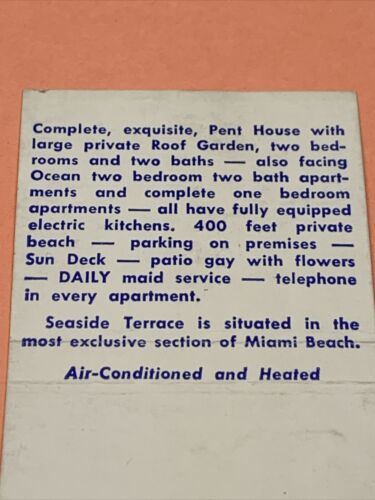 Complete, exquisite, Pent House with
large private Roof Garden, two bed-
rooms and two baths — also facing
Ocean two bedroom two bath apart-
ments and complete one bedroom
apartments — all have fully equipped
electric kitchens. 400 feet private
beach — parking on premises —
Sun Deck — patio gay with flowers
— DAILY maid service — telephone
in every apartment.
Seaside Terrace is situated in the
most exclusive section of Miami Beach.
Air-Conditioned and Heated